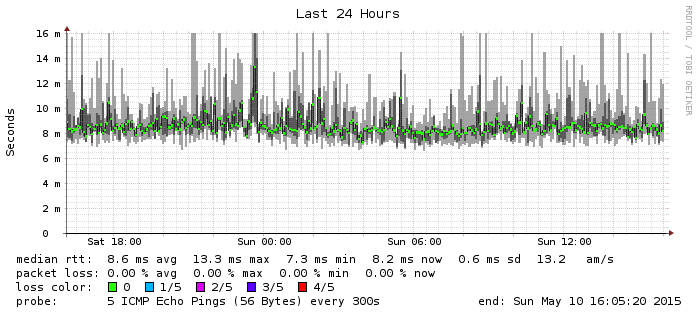 Last 24 Hours
RRDTOOL / TOBI OETIKER
Seconds
16 m
14 m
12 m
10 m
8 m
6 m
4 m
2 m
0
Sat 18:00 Sun 00:00 Sun 06:00 Sun 12:00
median rtt: 8.6 ms avg 13.3 ms max 7.3 ms min 8.2 ms now 0.6 ms sd 13.2 am/s
packet loss: 0.00 % avg 0.00 % max 0.00 % min 0.00 % now
loss color: 0 1/5 2/5 3/5 4/5
probe: 5 ICMP Echo Pings (56 Bytes) every 300s end: Sun May 10 16:05:20 2015